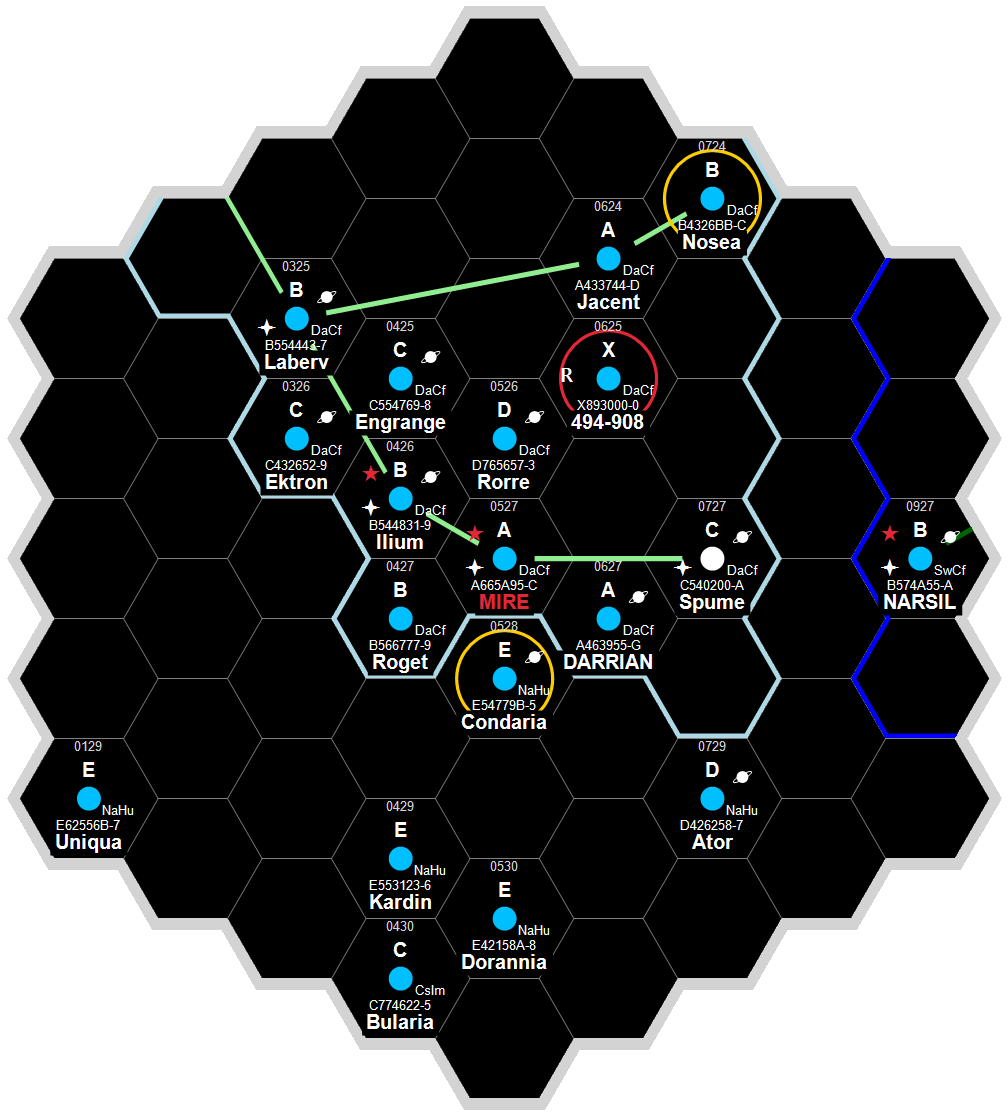 0724
B
DaCf
B4326BB-C
Nosea
0624
A
DaCf
A433744-D
Jacent
0325
B
DaCf
B554443-7
Laberv
0425
C
DaCf
C554769-8
Engrange
0625
X
R
DaCf
X893000-0
494-908
0326
C
DaCf
C432652-9
Ektron
0526
D
DaCf
D765657-3
Rorre
0426
B
DaCf
B544831-9
Ilium
0527
A
DaCf
A665A95-C
MIRE
0727
C
DaCf
C540200-A
Spume
0927
B
SwCf
B574A55-A
NARSIL
0427
B
DaCf
B566777-9
Roget
0627
A
DaCf
A463955-G
DARRIAN
0528
E
NaHu
E54779B-5
Condaria
0129
E
NaHu
E62556B-7
Uniqua
0729
D
NaHu
D426258-7
Ator
0429
E
NaHu
E553123-6
Kardin
0530
E
NaHu
E42158A-8
Dorannia
0430
C
CsIm
C774622-5
Bularia